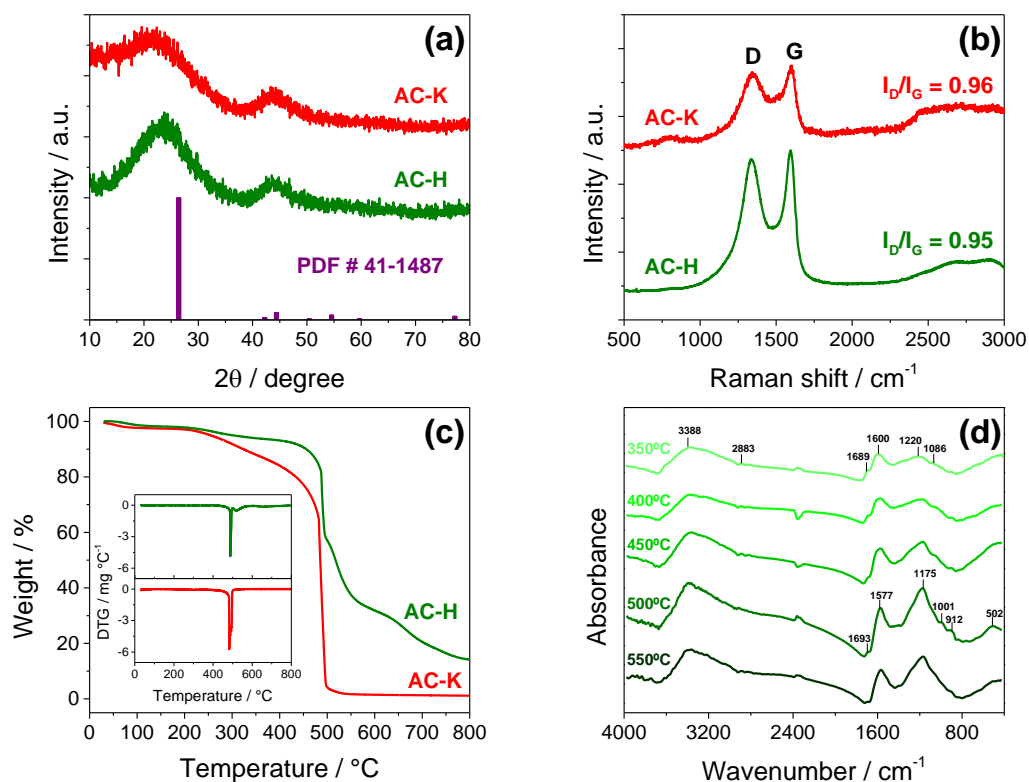 (a)
AC-K
AC-H
PDF # 41-1487
Intensity / a.u.
10 20 30 40 50 60 70 80
2θ / degree
(b)
D G
I_D/I_G = 0.96
AC-K
I_D/I_G = 0.95
AC-H
Intensity / a.u.
500 1000 1500 2000 2500 3000
Raman shift / cm⁻¹
(c)
100
80
60
40
20
0
Weight / %
0
-3
-6
0
-3
-6
DTG / mg °C⁻¹
0 200 400 600 800
Temperature / °C
AC-H
AC-K
0 100 200 300 400 500 600 700 800
Temperature / °C
(d)
3388
2883
1689
1600
1220
1086
350ºC
400ºC
450ºC
500ºC
550ºC
1693
1577
1175
1001
912
502
Absorbance
4000 3200 2400 1600 800
Wavenumber / cm⁻¹